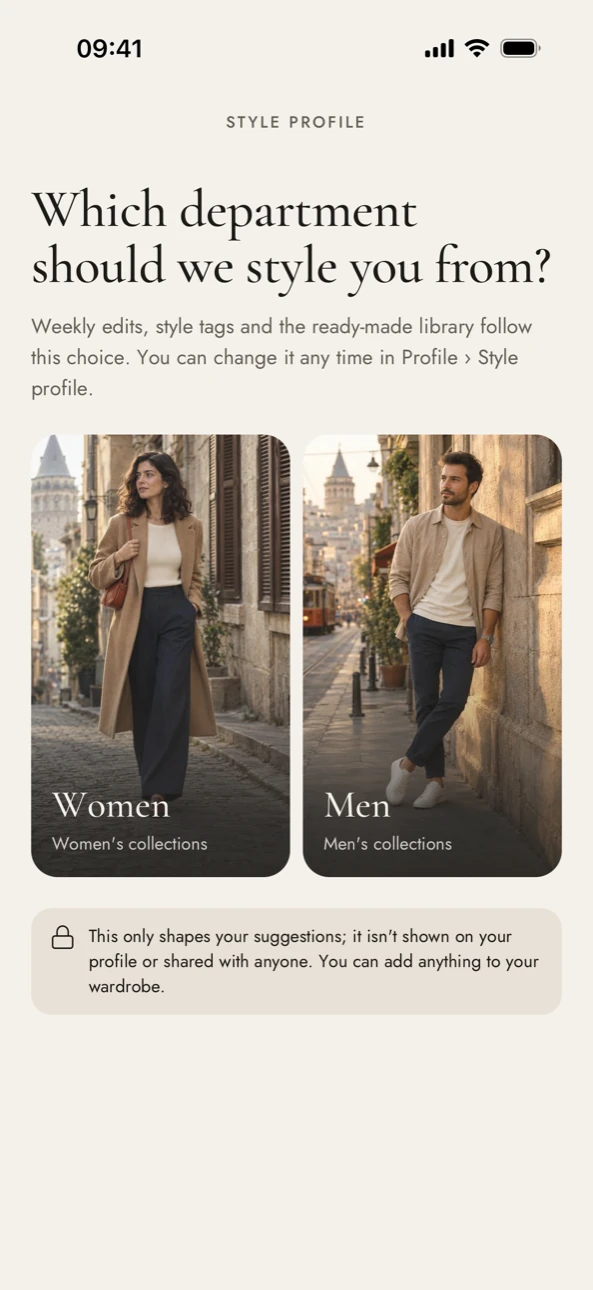 09:41
STYLE PROFILE
Which department
should we style you from?
Weekly edits, style tags and the ready-made library follow
this choice. You can change it any time in Profile › Style
profile.
Women
Women's collections
Men
Men's collections
This only shapes your suggestions; it isn't shown on your
profile or shared with anyone. You can add anything to your
wardrobe.